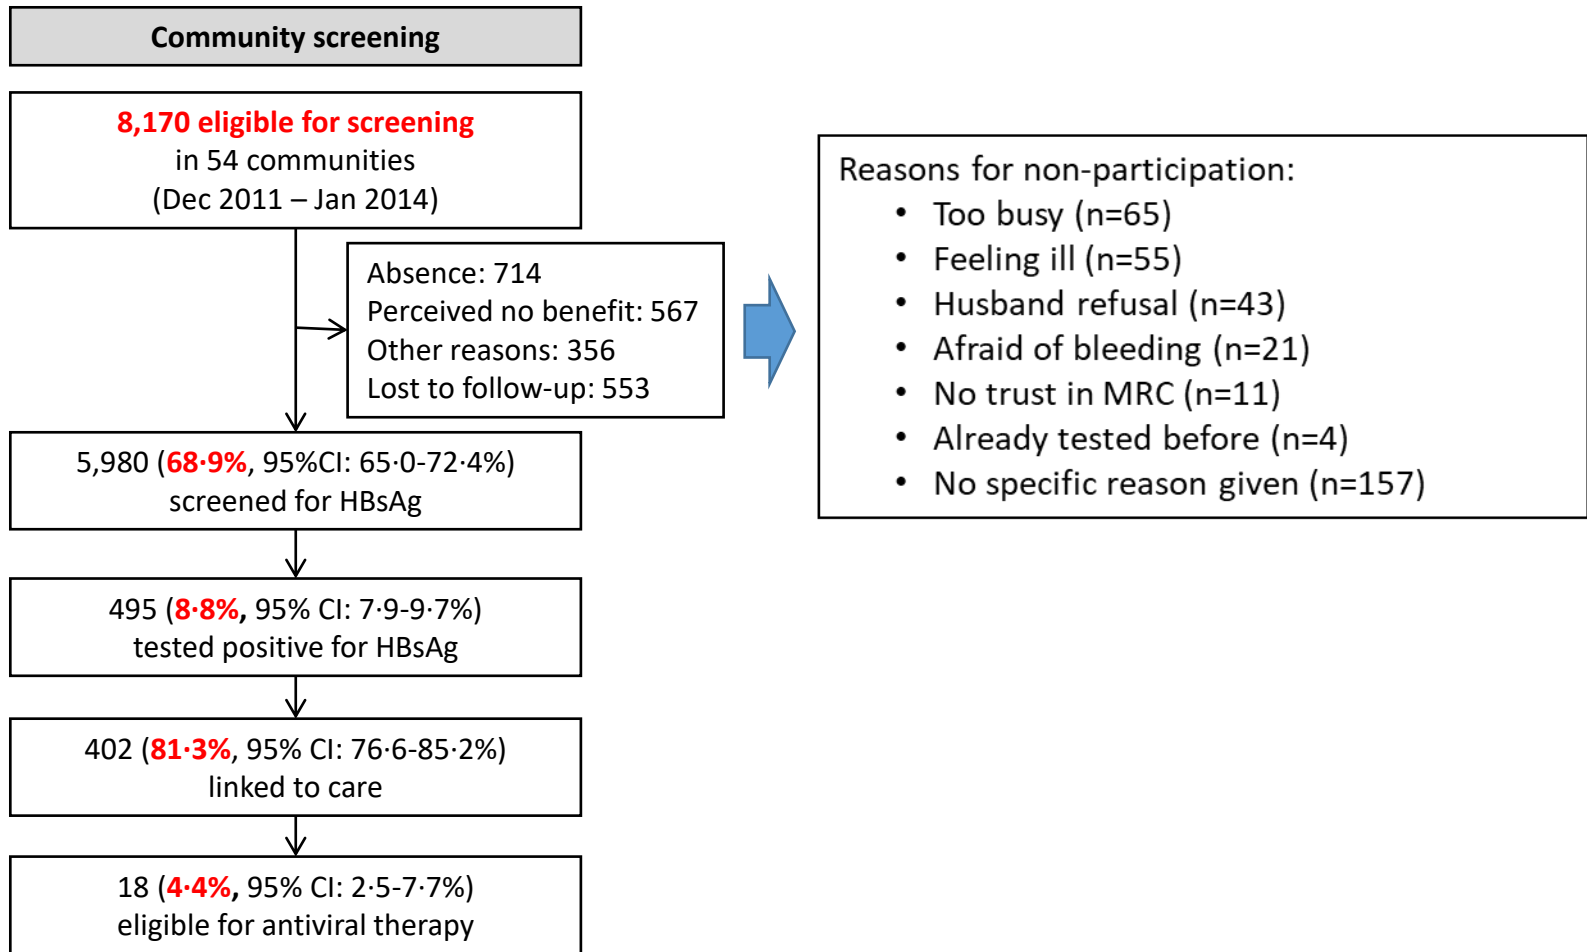 Community screening
8,170 eligible for screening
in 54 communities
(Dec 2011 – Jan 2014)
Absence: 714
Perceived no benefit: 567
Other reasons: 356
Lost to follow-up: 553
5,980 (68·9%, 95%CI: 65·0-72·4%)
screened for HBsAg
495 (8·8%, 95% CI: 7·9-9·7%)
tested positive for HBsAg
402 (81·3%, 95% CI: 76·6-85·2%)
linked to care
18 (4·4%, 95% CI: 2·5-7·7%)
eligible for antiviral therapy
Reasons for non-participation:
• Too busy (n=65)
• Feeling ill (n=55)
• Husband refusal (n=43)
• Afraid of bleeding (n=21)
• No trust in MRC (n=11)
• Already tested before (n=4)
• No specific reason given (n=157)